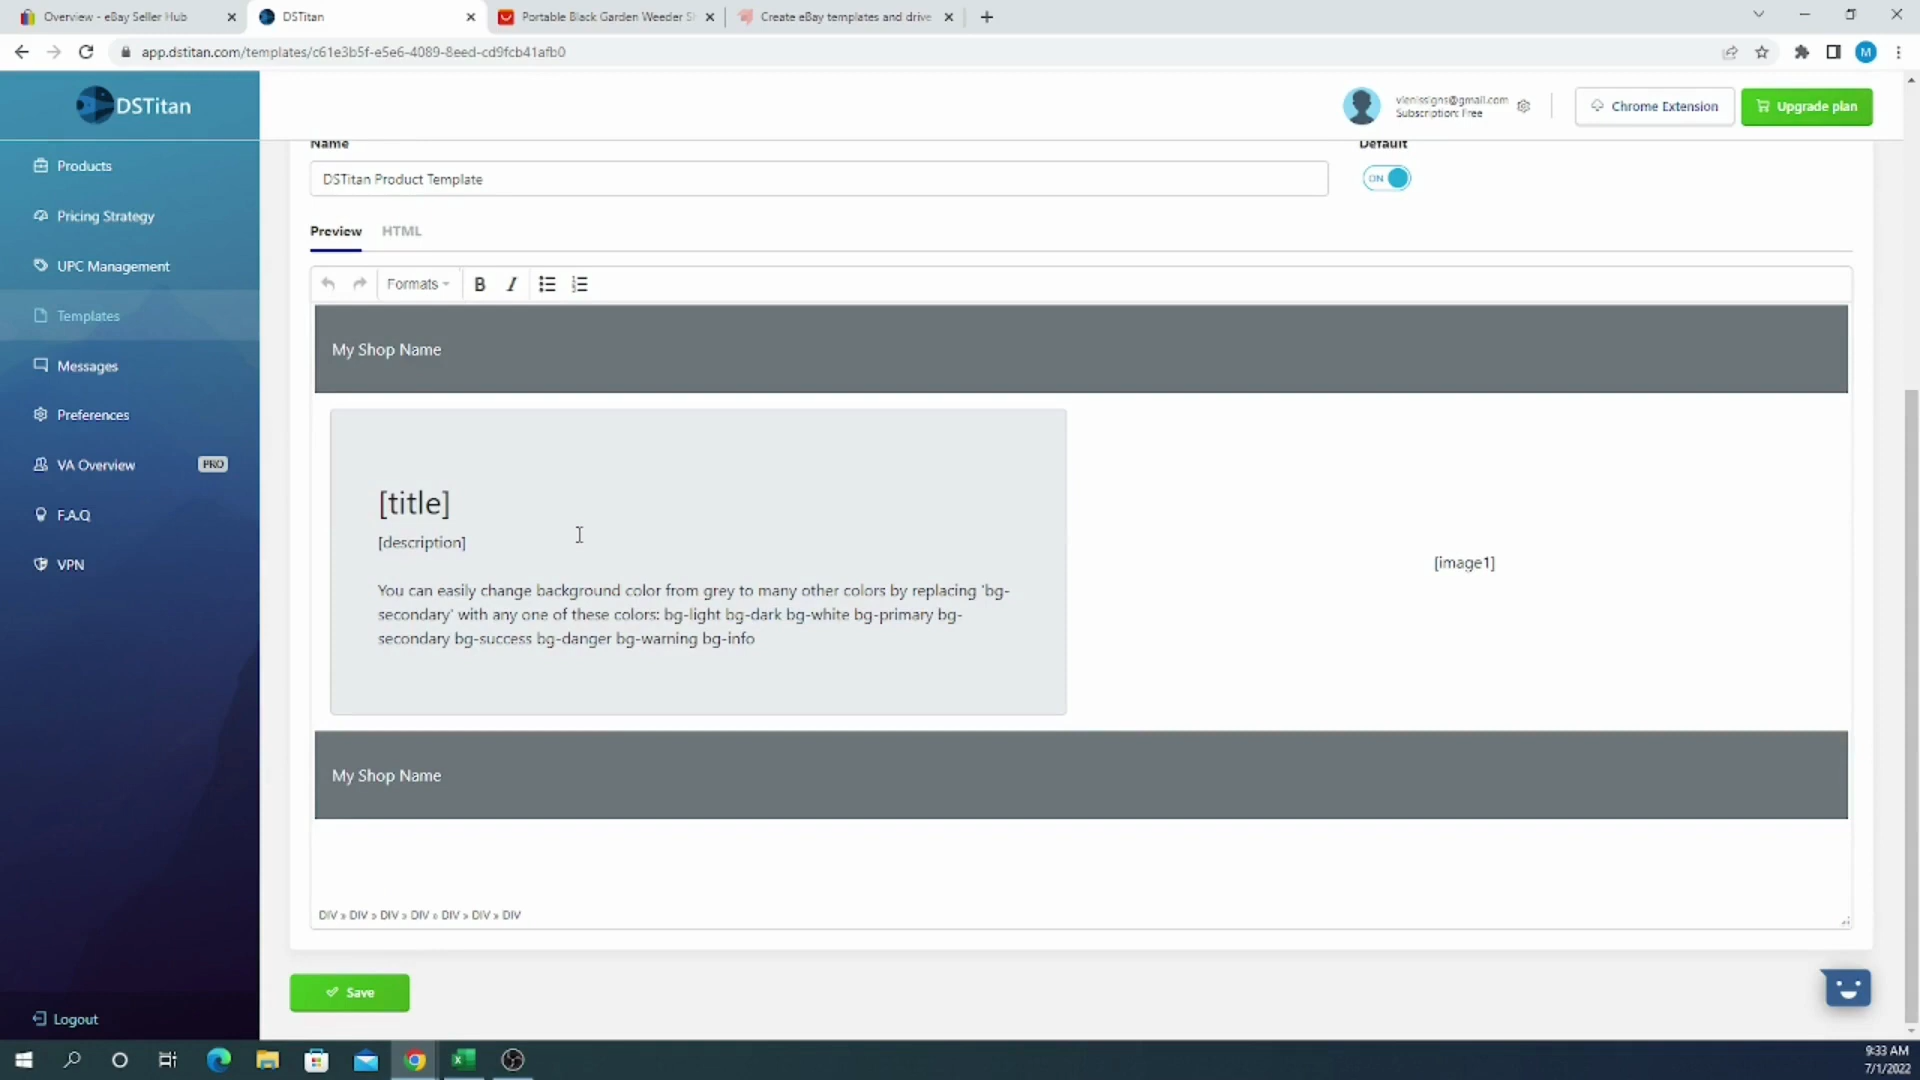 Overview - eBay Seller Hub
DSTitan
Portable Black Garden Weeder S
Create eBay templates and drive
app.dstitan.com/templates/c61e3b5f-e5e6-4089-8eed-cd9fcb41afb0
M
DSTitan
vlenissigns@gmail.com
Subscription: Free
Chrome Extension
Upgrade plan
Products
Pricing Strategy
UPC Management
Templates
Messages
Preferences
VA Overview PRO
F.A.Q
VPN
Logout
Name
Default
DSTitan Product Template
ON
Preview HTML
Formats B I
My Shop Name
[title]
[description]
You can easily change background color from grey to many other colors by replacing 'bg-
secondary' with any one of these colors: bg-light bg-dark bg-white bg-primary bg-
secondary bg-success bg-danger bg-warning bg-info
[image1]
My Shop Name
DIV » DIV » DIV » DIV » DIV » DIV » DIV
Save
9:33 AM
7/1/2022